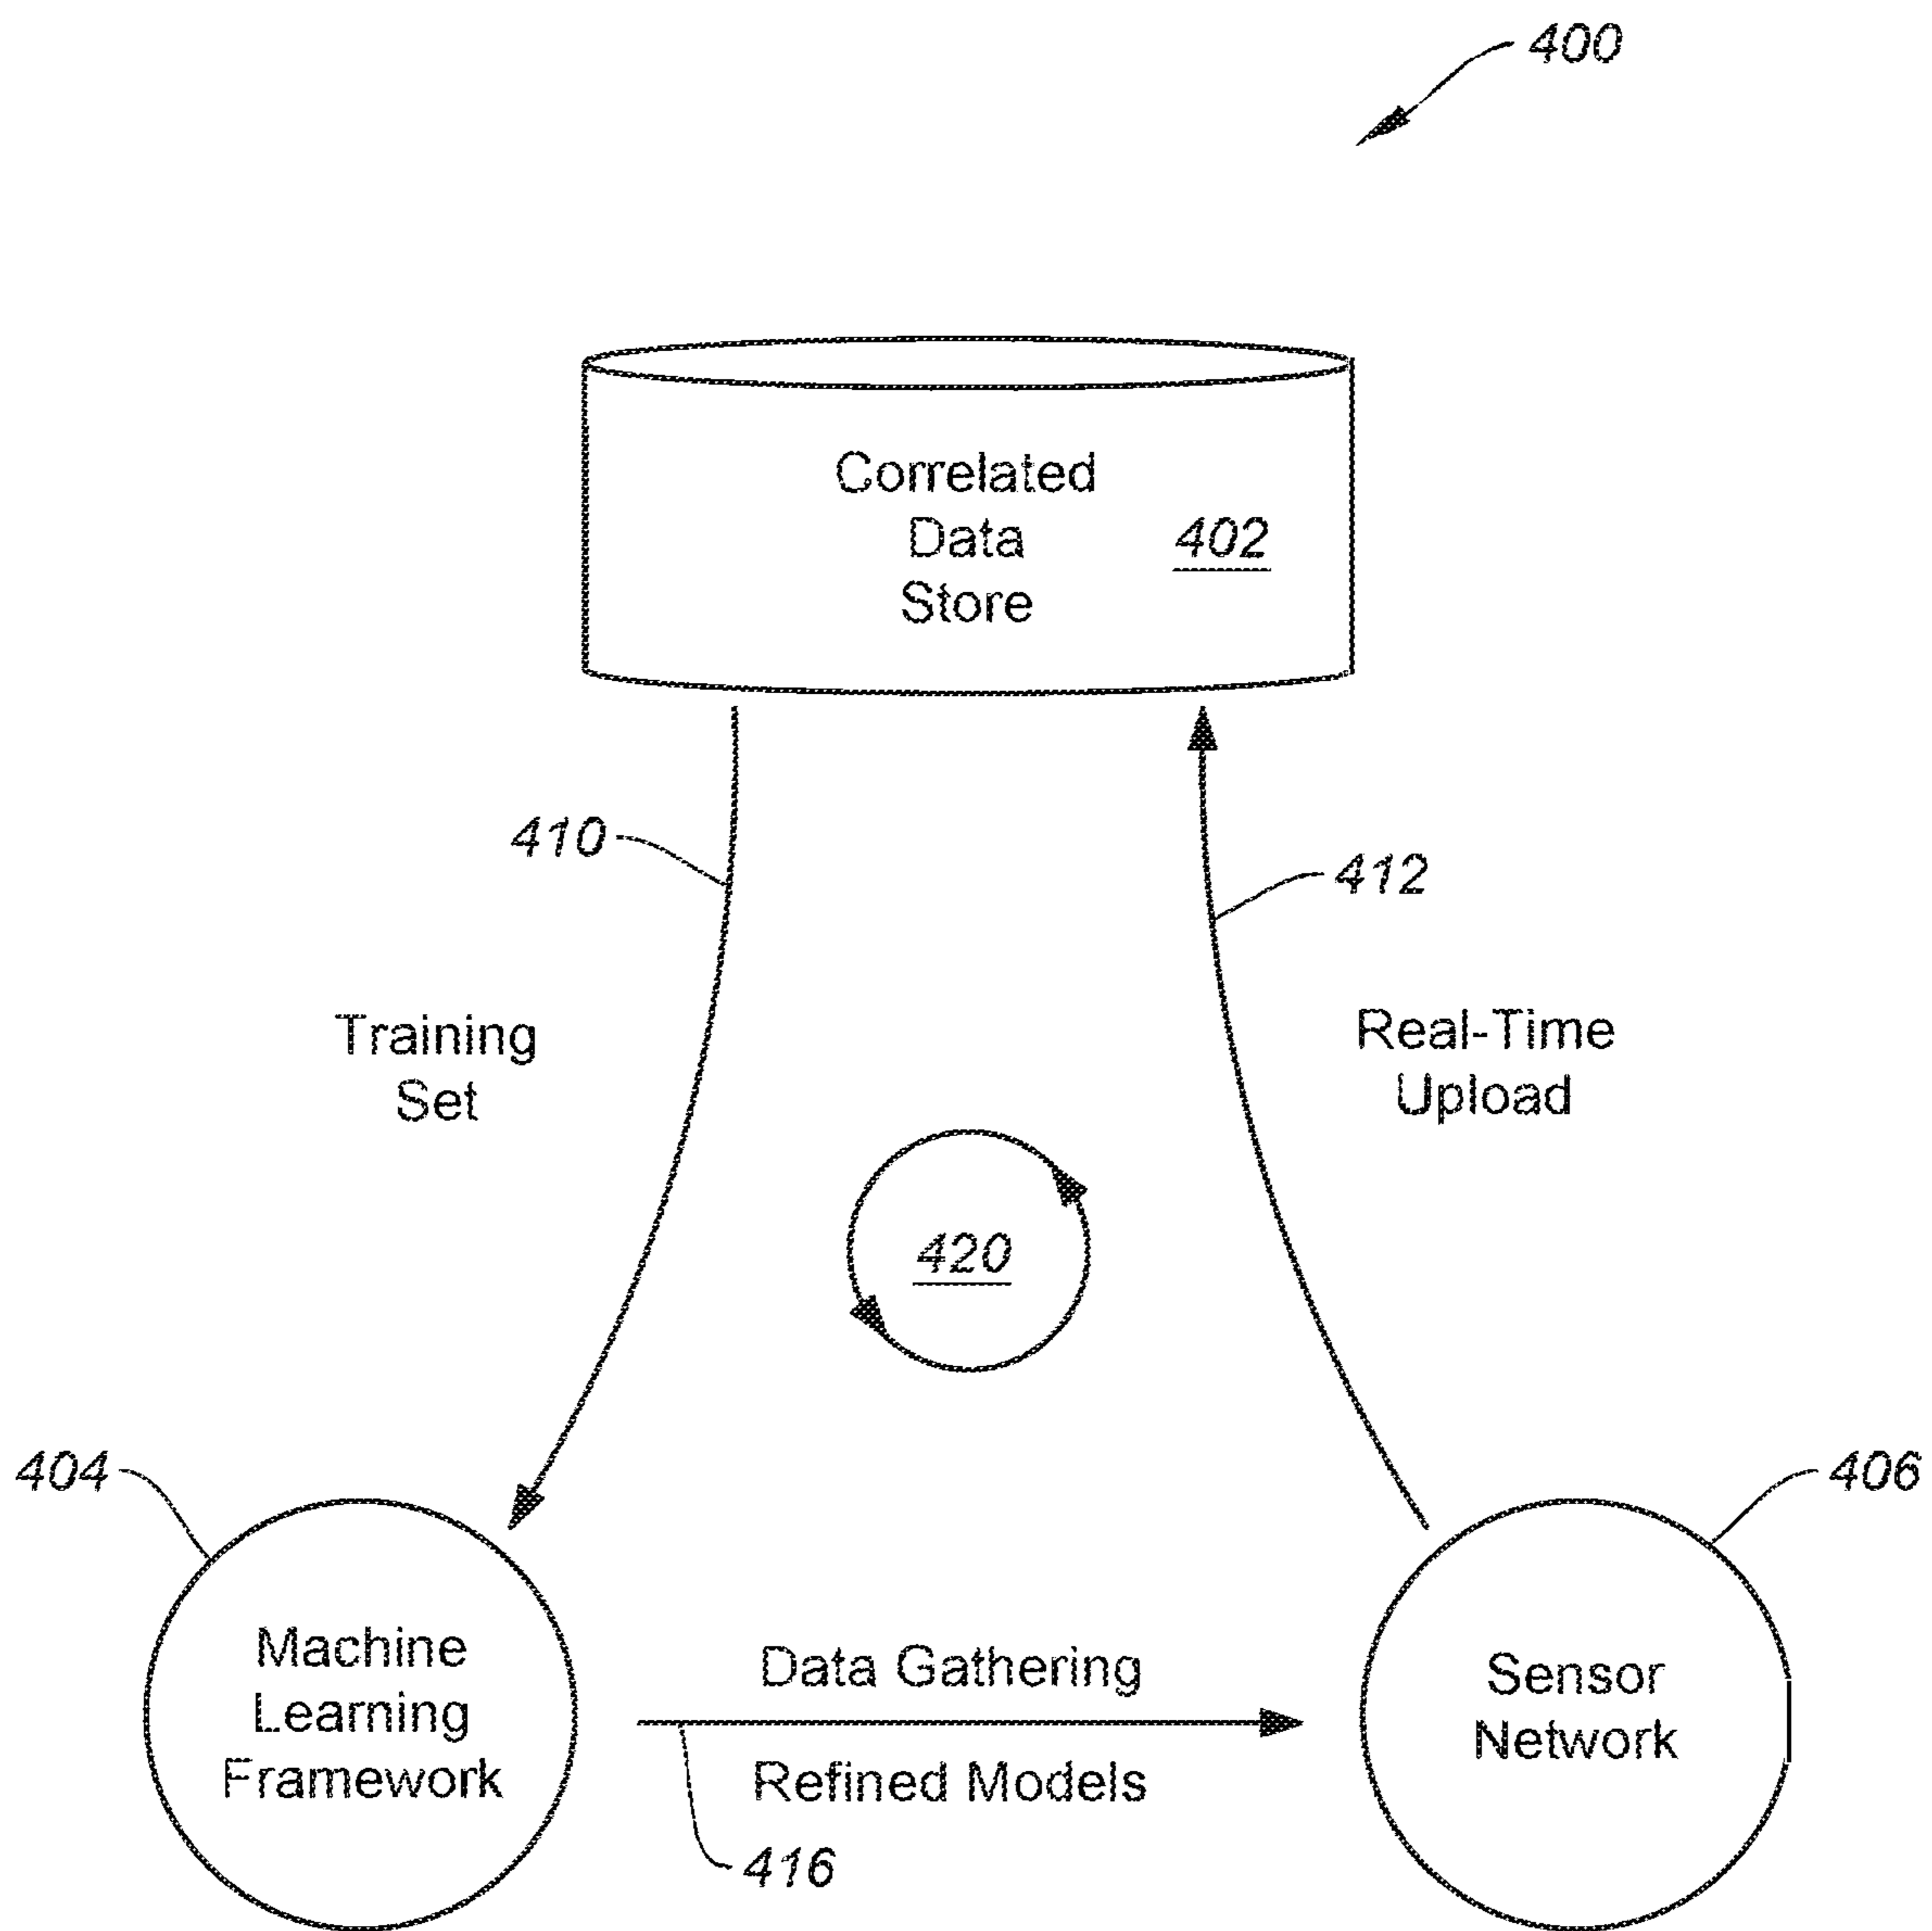 400
Correlated
Data
Store
402
410
412
Training
Set
Real-Time
Upload
420
404
406
Machine
Learning
Framework
Data Gathering
Refined Models
416
Sensor
Network